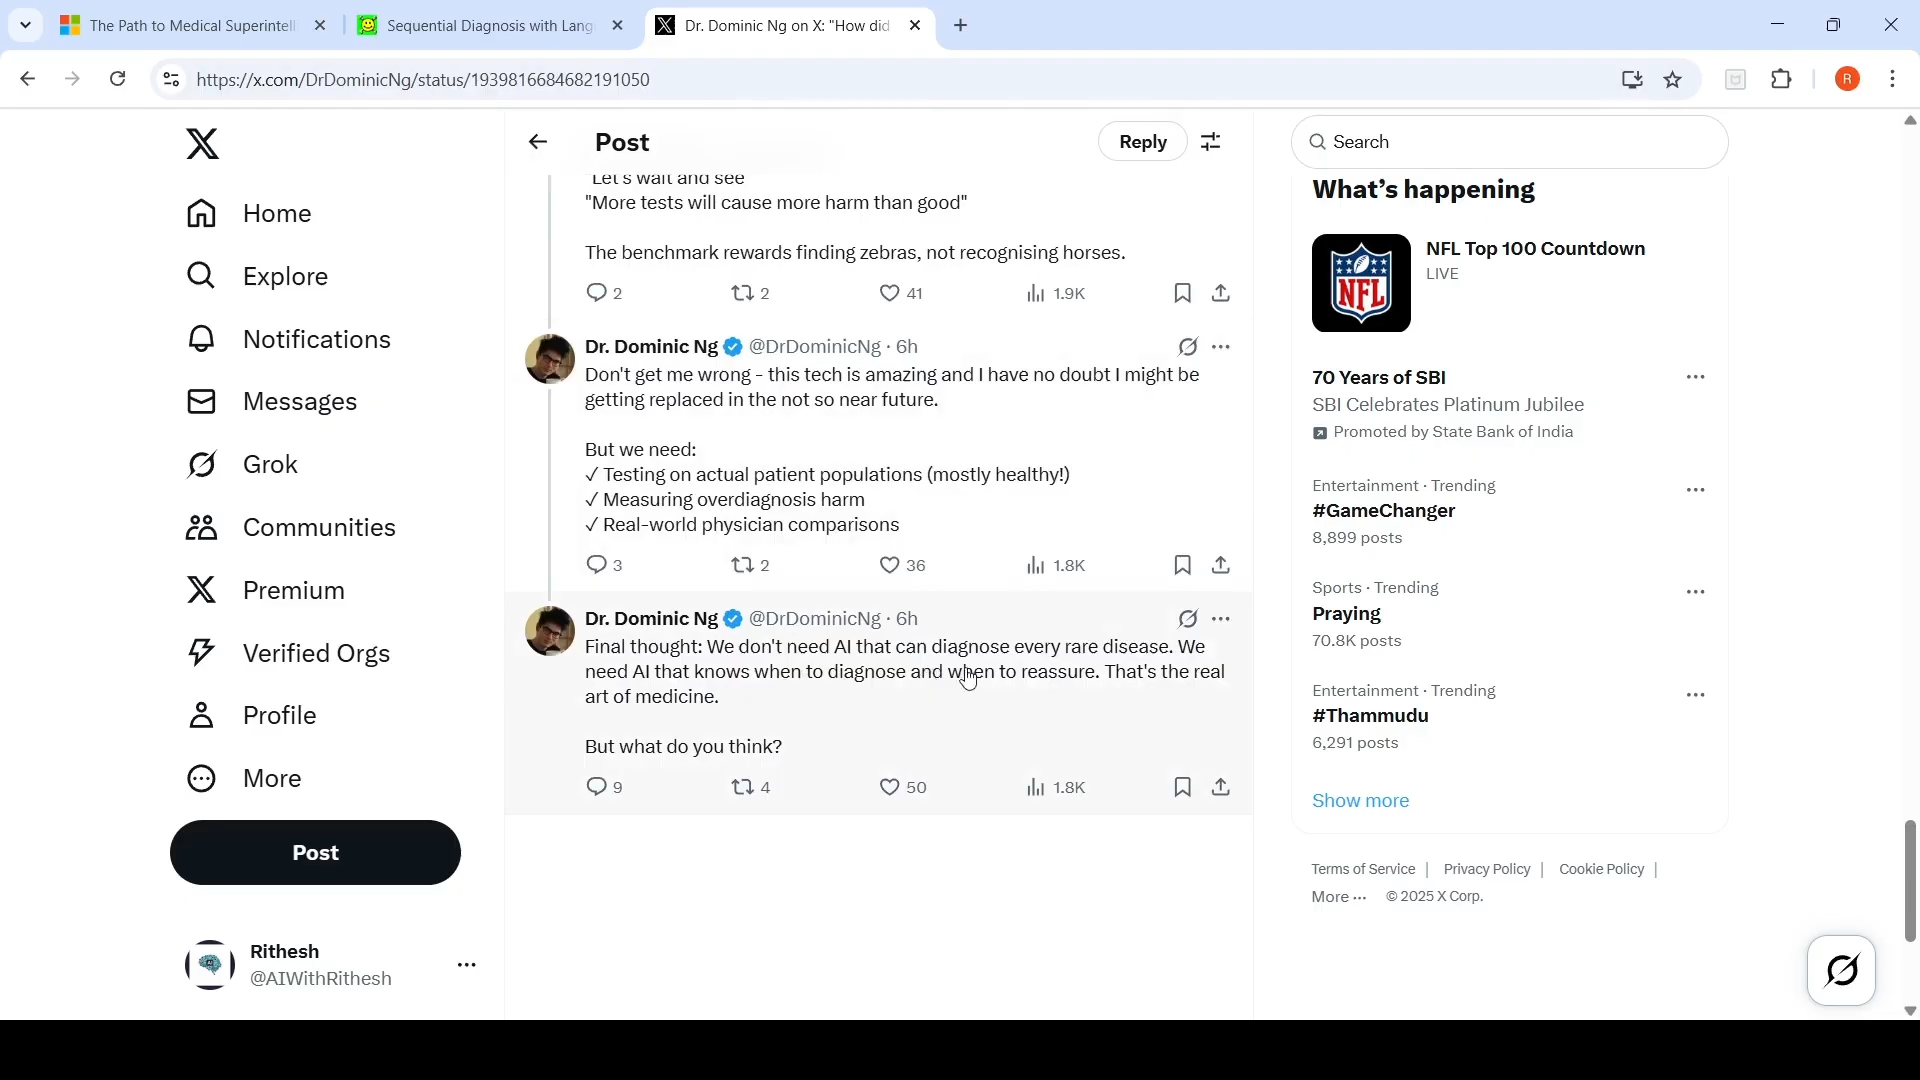 The Path to Medical Superintell
Sequential Diagnosis with Lang
Dr. Dominic Ng on X: "How did
https://x.com/DrDominicNg/status/1939816684682191050
R
Home
Explore
Notifications
Messages
Grok
Communities
Premium
Verified Orgs
Profile
More
Post
Rithesh
@AIWithRithesh
Post
Reply
"Let's wait and see
"More tests will cause more harm than good"
The benchmark rewards finding zebras, not recognising horses.
2 2 41 1.9K
Dr. Dominic Ng @DrDominicNg · 6h
Don't get me wrong - this tech is amazing and I have no doubt I might be
getting replaced in the not so near future.
But we need:
✓ Testing on actual patient populations (mostly healthy!)
✓ Measuring overdiagnosis harm
✓ Real-world physician comparisons
3 2 36 1.8K
Dr. Dominic Ng @DrDominicNg · 6h
Final thought: We don't need AI that can diagnose every rare disease. We
need AI that knows when to diagnose and when to reassure. That's the real
art of medicine.
But what do you think?
9 4 50 1.8K
Search
What's happening
NFL
NFL Top 100 Countdown
LIVE
70 Years of SBI
SBI Celebrates Platinum Jubilee
Promoted by State Bank of India
Entertainment · Trending
#GameChanger
8,899 posts
Sports · Trending
Praying
70.8K posts
Entertainment · Trending
#Thammudu
6,291 posts
Show more
Terms of Service | Privacy Policy | Cookie Policy |
More ··· © 2025 X Corp.